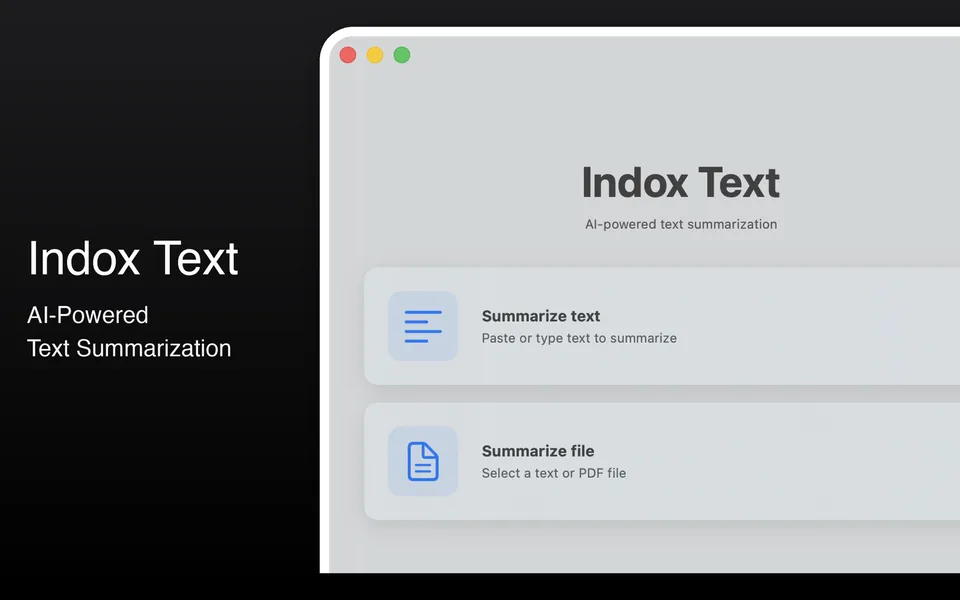 Indox Text
AI-Powered
Text Summarization
Indox Text
AI-powered text summarization
Summarize text
Paste or type text to summarize
Summarize file
Select a text or PDF file